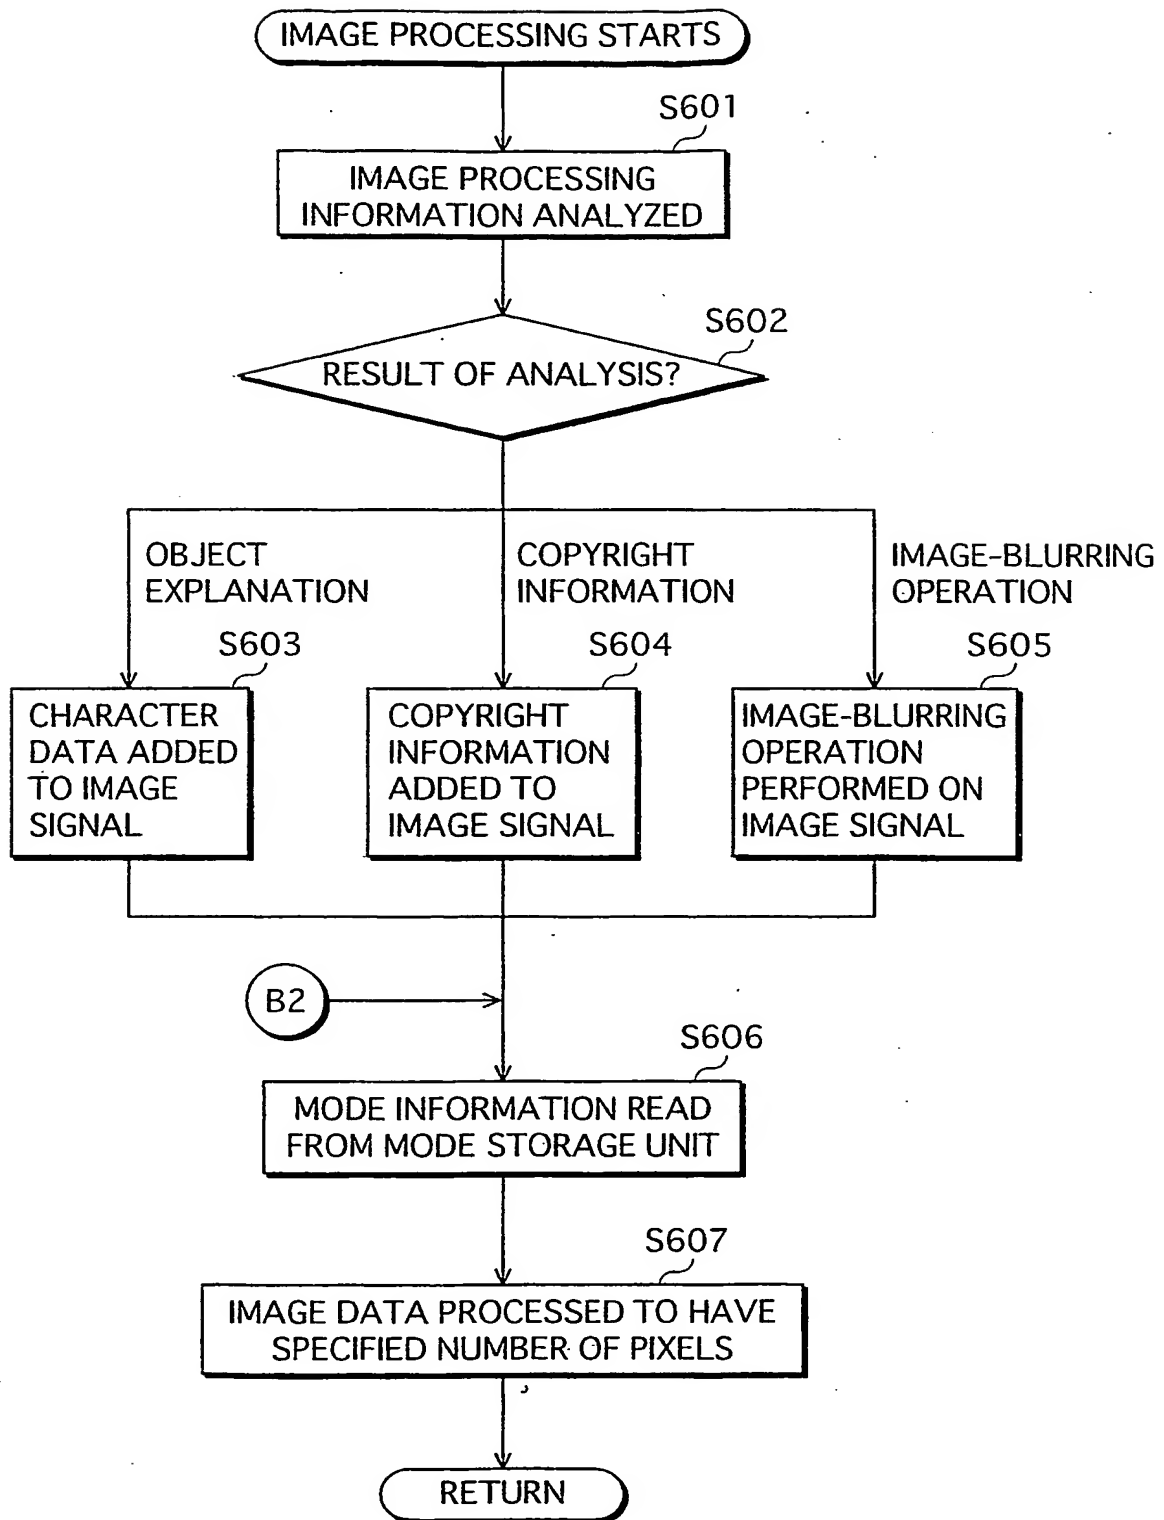 IMAGE PROCESSING STARTS
S601
IMAGE PROCESSING
INFORMATION ANALYZED
S602
RESULT OF ANALYSIS?
OBJECT
EXPLANATION
COPYRIGHT
INFORMATION
IMAGE-BLURRING
OPERATION
S603
S604
S605
CHARACTER
DATA ADDED
TO IMAGE
SIGNAL
COPYRIGHT
INFORMATION
ADDED TO
IMAGE SIGNAL
IMAGE-BLURRING
OPERATION
PERFORMED ON
IMAGE SIGNAL
B2
S606
MODE INFORMATION READ
FROM MODE STORAGE UNIT
S607
IMAGE DATA PROCESSED TO HAVE
SPECIFIED NUMBER OF PIXELS
RETURN